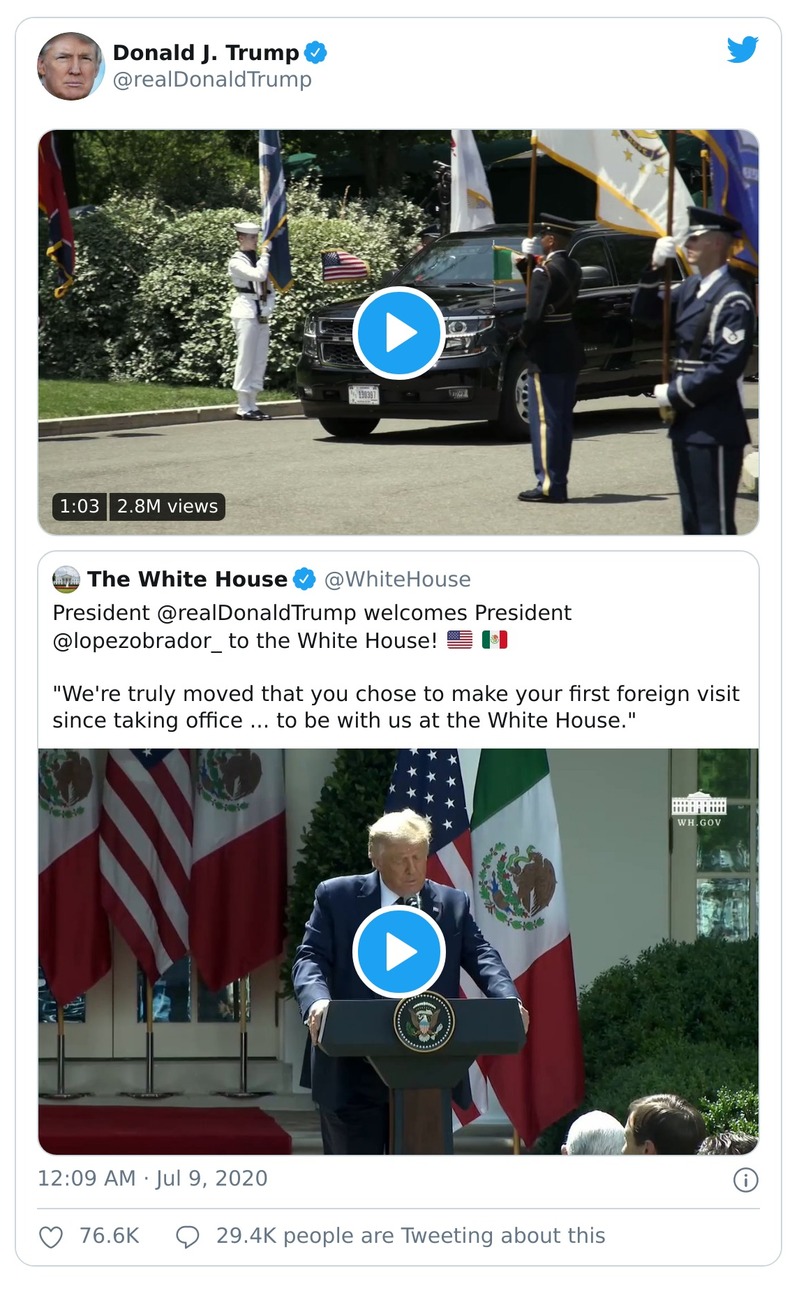 Donald J. Trump
@realDonaldTrump
1:03 2.8M views
The White House @WhiteHouse
President @realDonaldTrump welcomes President
@lopezobrador_ to the White House! 🇺🇸 🇲🇽
"We're truly moved that you chose to make your first foreign visit
since taking office ... to be with us at the White House."
WH.GOV
12:09 AM · Jul 9, 2020
76.6K 29.4K people are Tweeting about this